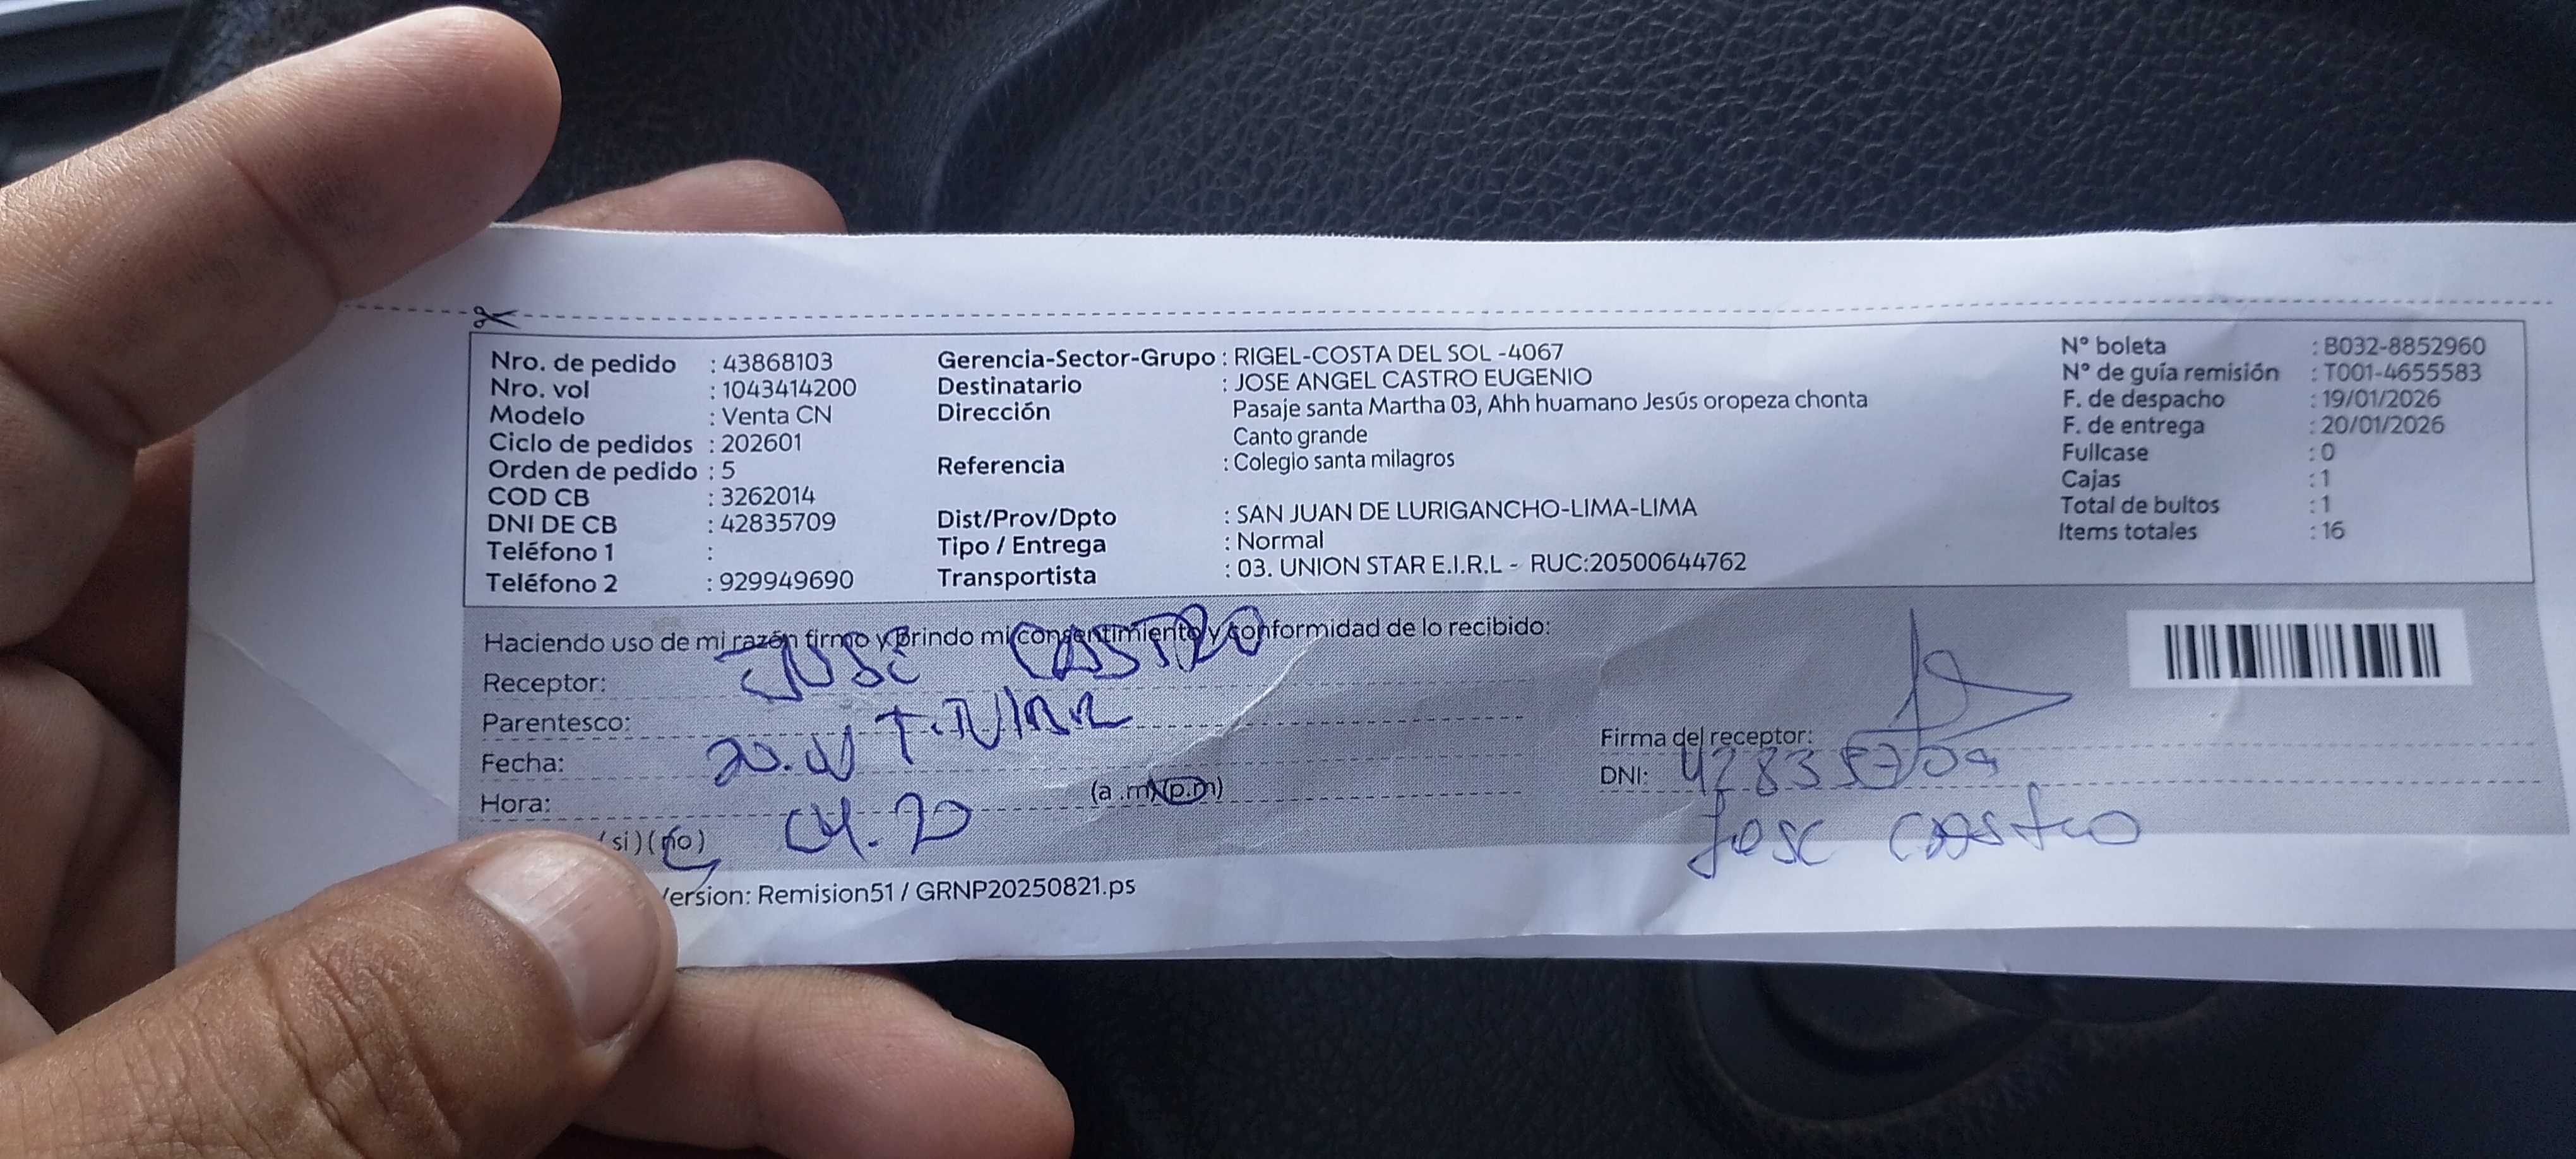 Nro. de pedido : 43868103
Nro. vol : 1043414200
Modelo : Venta CN
Ciclo de pedidos : 202601
Orden de pedido : 5
COD CB : 3262014
DNI DE CB : 42835709
Teléfono 1 :
Teléfono 2 : 929949690
Gerencia-Sector-Grupo : RIGEL-COSTA DEL SOL -4067
Destinatario : JOSE ANGEL CASTRO EUGENIO
Dirección Pasaje santa Martha 03, Ahh huamano Jesús oropeza chonta
Canto grande
Referencia : Colegio santa milagros
Dist/Prov/Dpto : SAN JUAN DE LURIGANCHO-LIMA-LIMA
Tipo / Entrega : Normal
Transportista : 03. UNION STAR E.I.R.L - RUC:20500644762
N° boleta : B032-8852960
N° de guía remisión : T001-4655583
F. de despacho : 19/01/2026
F. de entrega : 20/01/2026
Fullcase : 0
Cajas : 1
Total de bultos : 1
Items totales : 16
Haciendo uso de mi razón firmo y brindo mi consentimiento y conformidad de lo recibido:
Receptor: JOSE CASTRO
Parentesco:
Fecha:
Hora: 04.20 (a .m) (p.m)
(si) (no)
Firma del receptor:
DNI: 42835709
Jose Castro
Version: Remision51 / GRNP20250821.ps